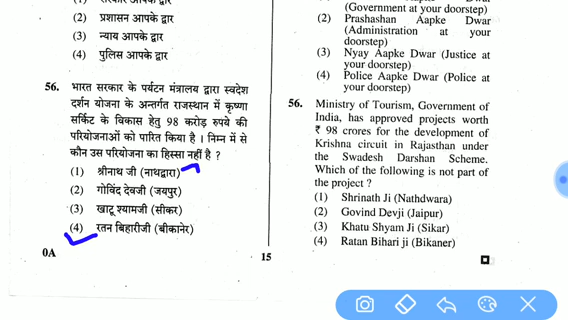 (1) सरकार आपके द्वार
(2) प्रशासन आपके द्वार
(3) न्याय आपके द्वार
(4) पुलिस आपके द्वार
56. भारत सरकार के पर्यटन मंत्रालय द्वारा स्वदेश
दर्शन योजना के अन्तर्गत राजस्थान में कृष्णा
सर्किट के विकास हेतु 98 करोड़ रुपये की
परियोजनाओं को पारित किया है । निम्न में से
कौन उस परियोजना का हिस्सा नहीं है ?
(1) श्रीनाथ जी (नाथद्वारा)
(2) गोविंद देवजी (जयपुर)
(3) खाटू श्यामजी (सीकर)
(4) रतन बिहारीजी (बीकानेर)
0A
15
(Government at your doorstep)
(2) Prashashan Aapke Dwar
(Administration at your
doorstep)
(3) Nyay Aapke Dwar (Justice at
your doorstep)
(4) Police Aapke Dwar (Police at
your doorstep)
56. Ministry of Tourism, Government of
India, has approved projects worth
₹ 98 crores for the development of
Krishna circuit in Rajasthan under
the Swadesh Darshan Scheme.
Which of the following is not part of
the project ?
(1) Shrinath Ji (Nathdwara)
(2) Govind Devji (Jaipur)
(3) Khatu Shyam Ji (Sikar)
(4) Ratan Bihari ji (Bikaner)